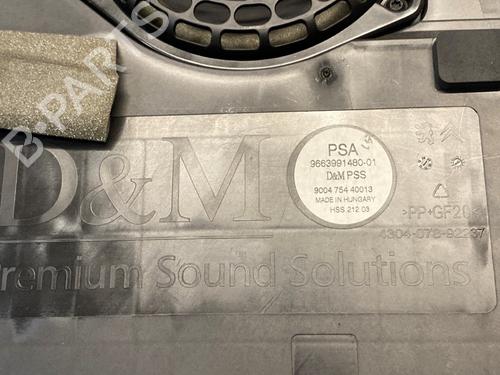 B-PARTS
D&M
Premium Sound Solutions
PSA
9663991480-01
D&M PSS
9004 754 40013
MADE IN HUNGARY
HSS 212 03
>PP+GF20<
4304-078-92237